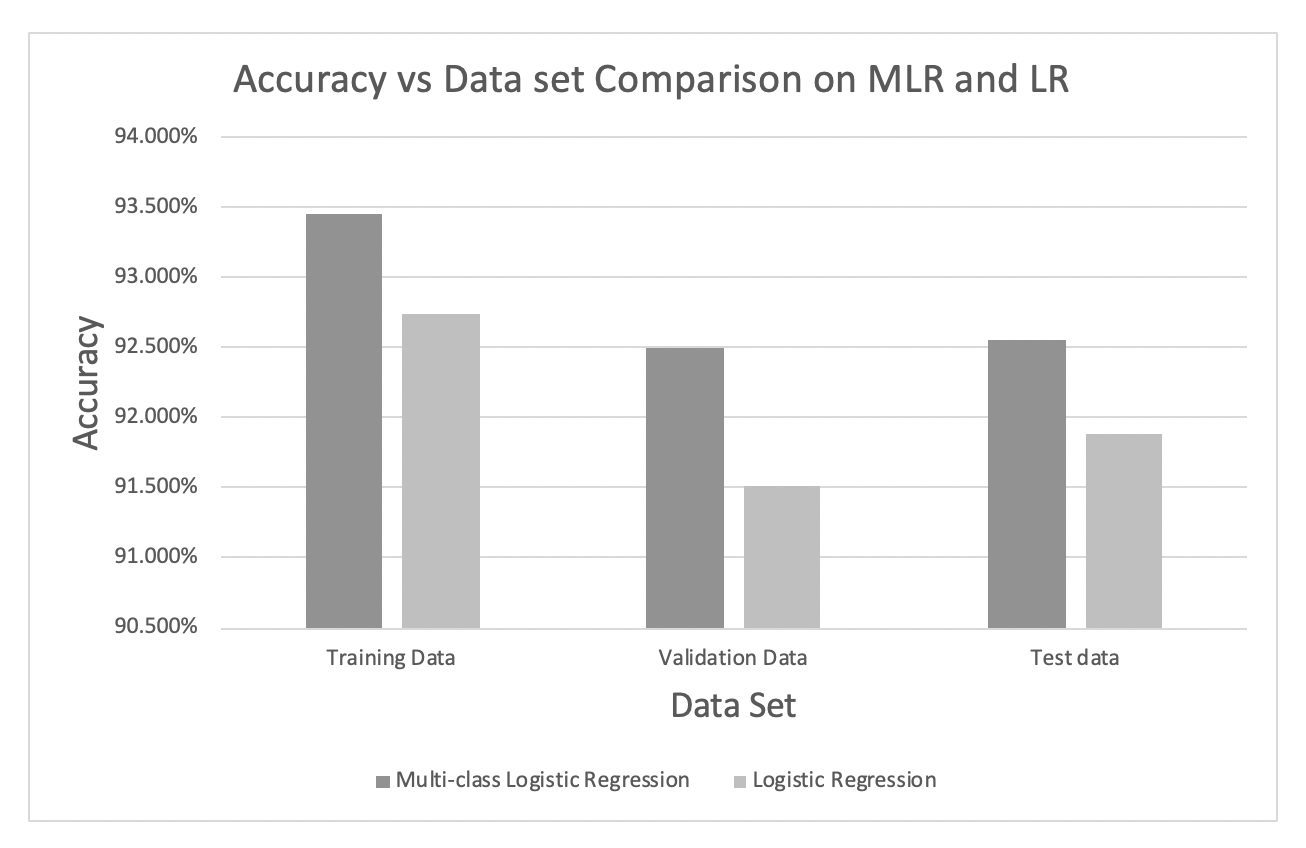 Accuracy vs Data set Comparison on MLR and LR
94.000%
93.500%
93.000%
92.500%
92.000%
91.500%
91.000%
90.500%
Accuracy
Training Data
Validation Data
Test data
Data Set
Multi-class Logistic Regression
Logistic Regression